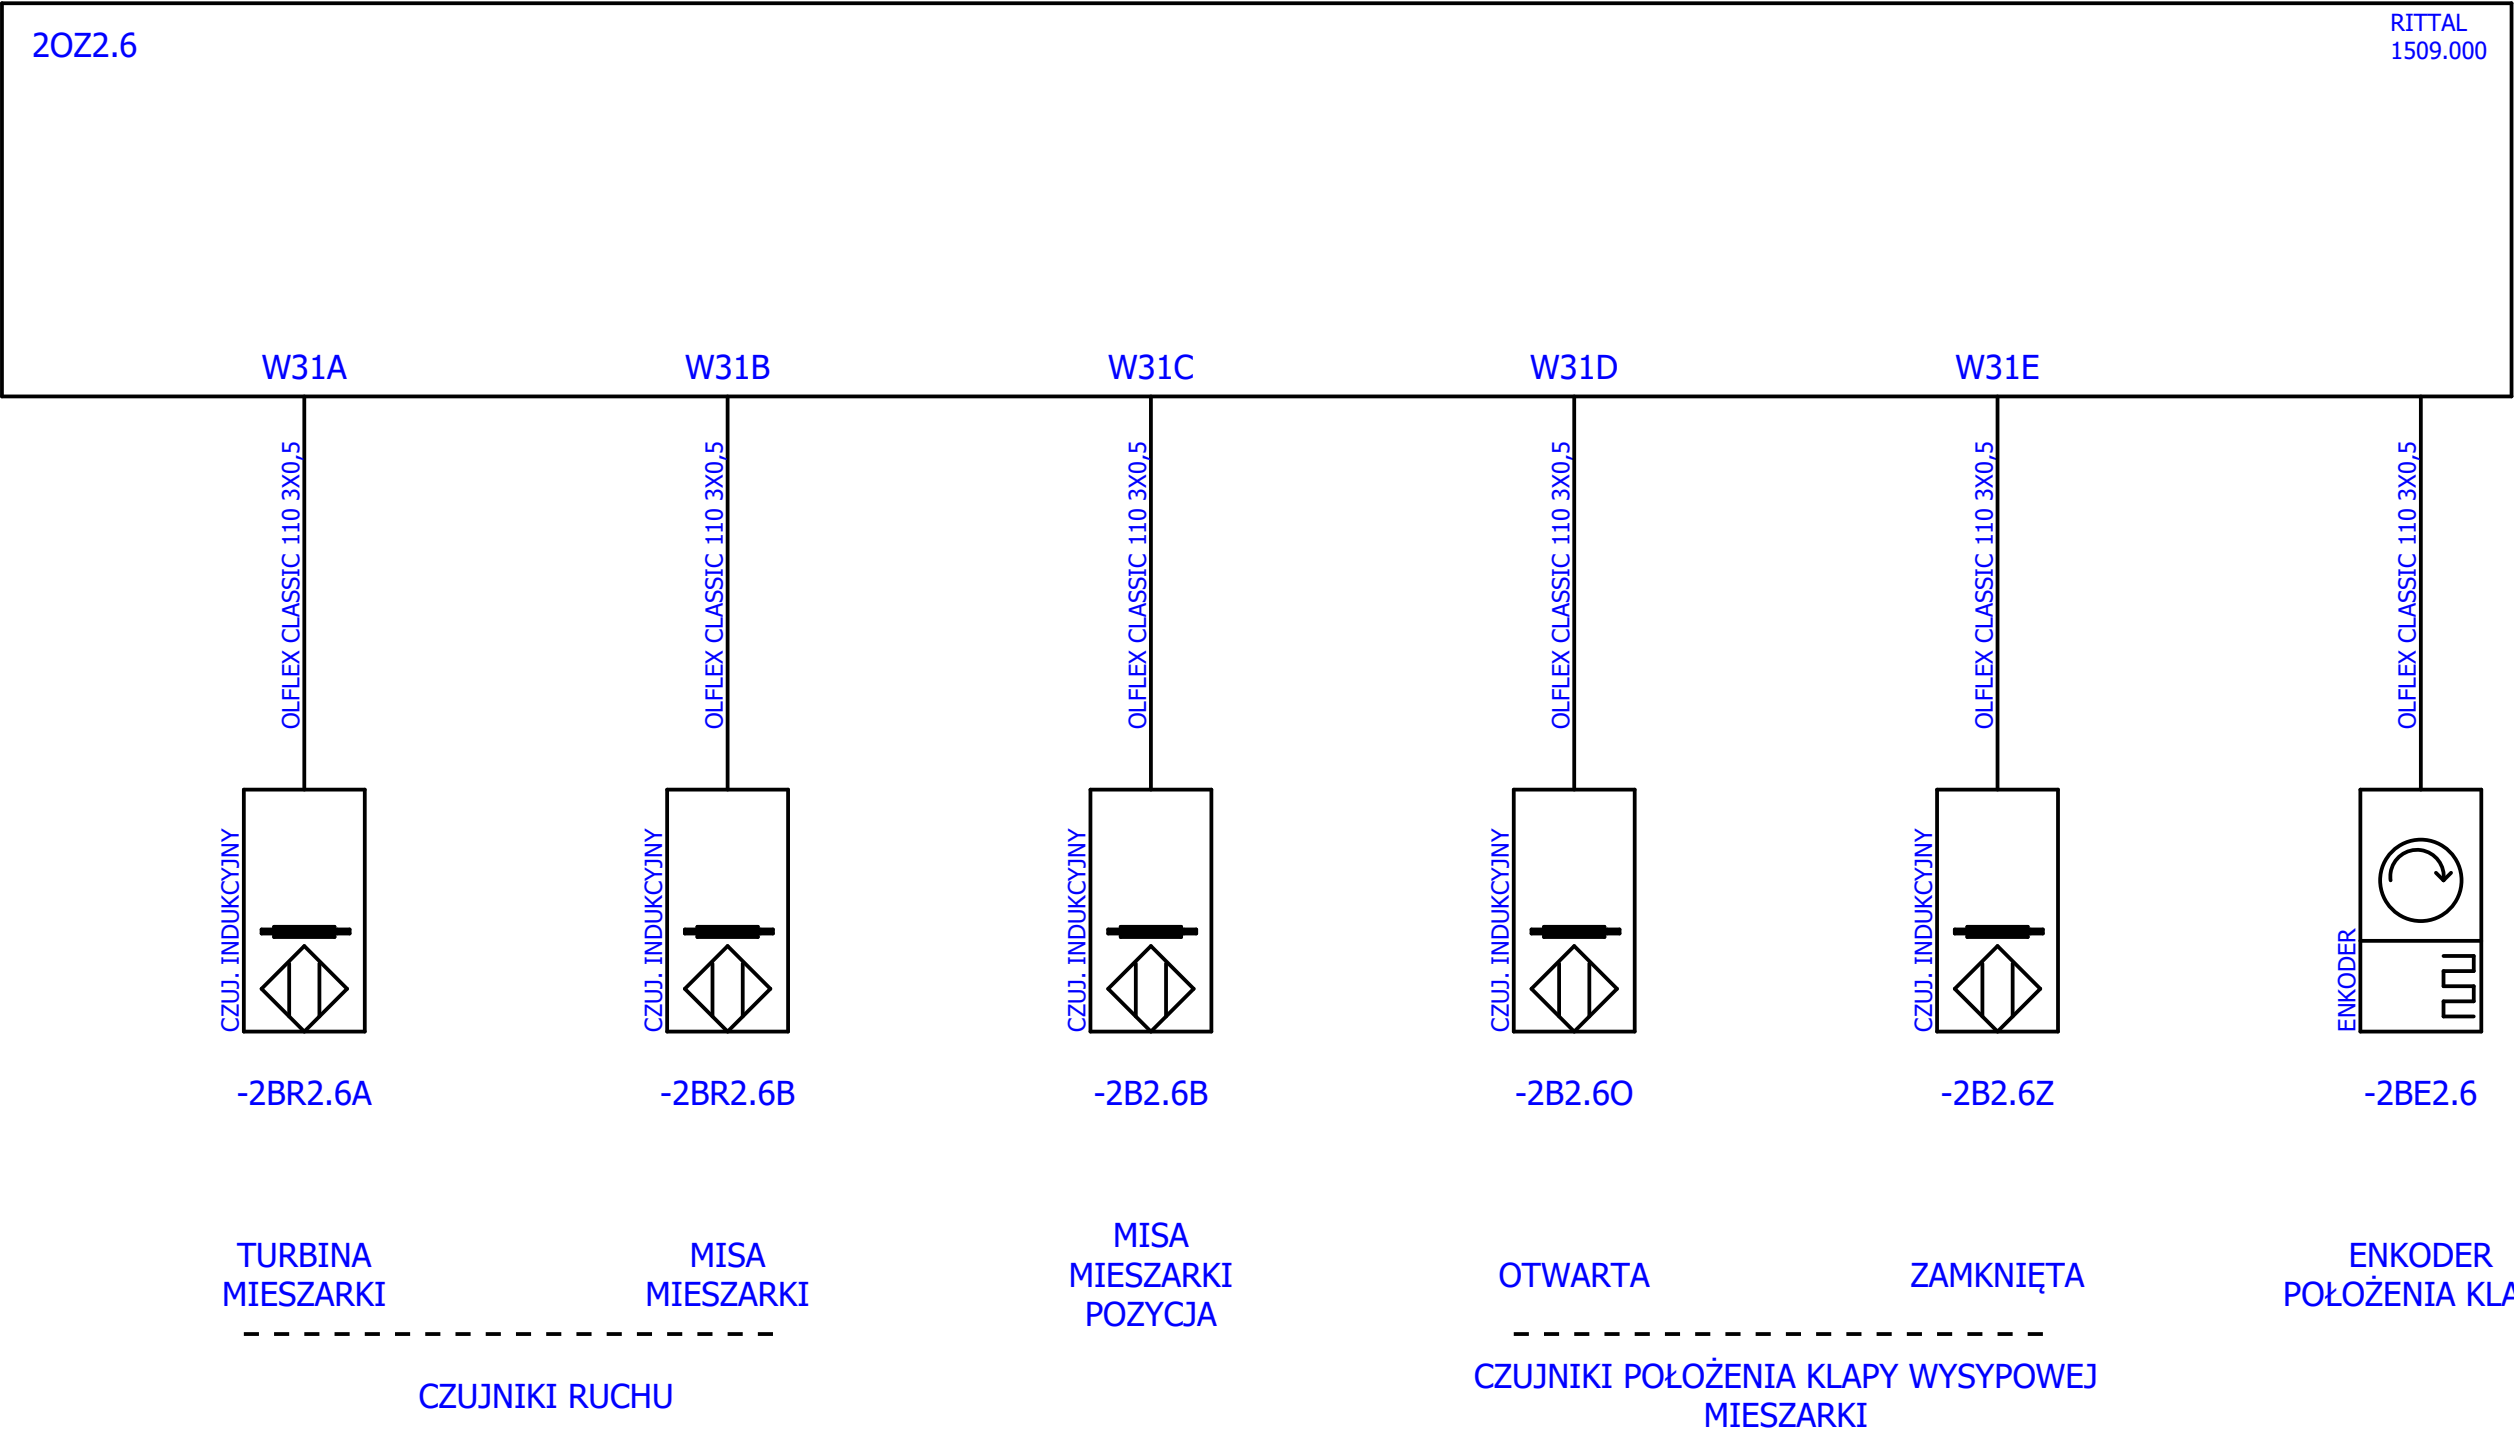 2OZ2.6
RITTAL
1509.000
W31A
W31B
W31C
W31D
W31E
OLFLEX CLASSIC 110 3X0,5
OLFLEX CLASSIC 110 3X0,5
OLFLEX CLASSIC 110 3X0,5
OLFLEX CLASSIC 110 3X0,5
OLFLEX CLASSIC 110 3X0,5
OLFLEX CLASSIC 110 3X0,5
CZUJ. INDUKCYJNY
CZUJ. INDUKCYJNY
CZUJ. INDUKCYJNY
CZUJ. INDUKCYJNY
CZUJ. INDUKCYJNY
ENKODER
-2BR2.6A
-2BR2.6B
-2B2.6B
-2B2.6O
-2B2.6Z
-2BE2.6
TURBINA
MIESZARKI
MISA
MIESZARKI
MISA
MIESZARKI
POZYCJA
OTWARTA
ZAMKNIĘTA
ENKODER
POŁOŻENIA
CZUJNIKI RUCHU
CZUJNIKI POŁOŻENIA KLAPY WYSYPOWEJ
MIESZARKI